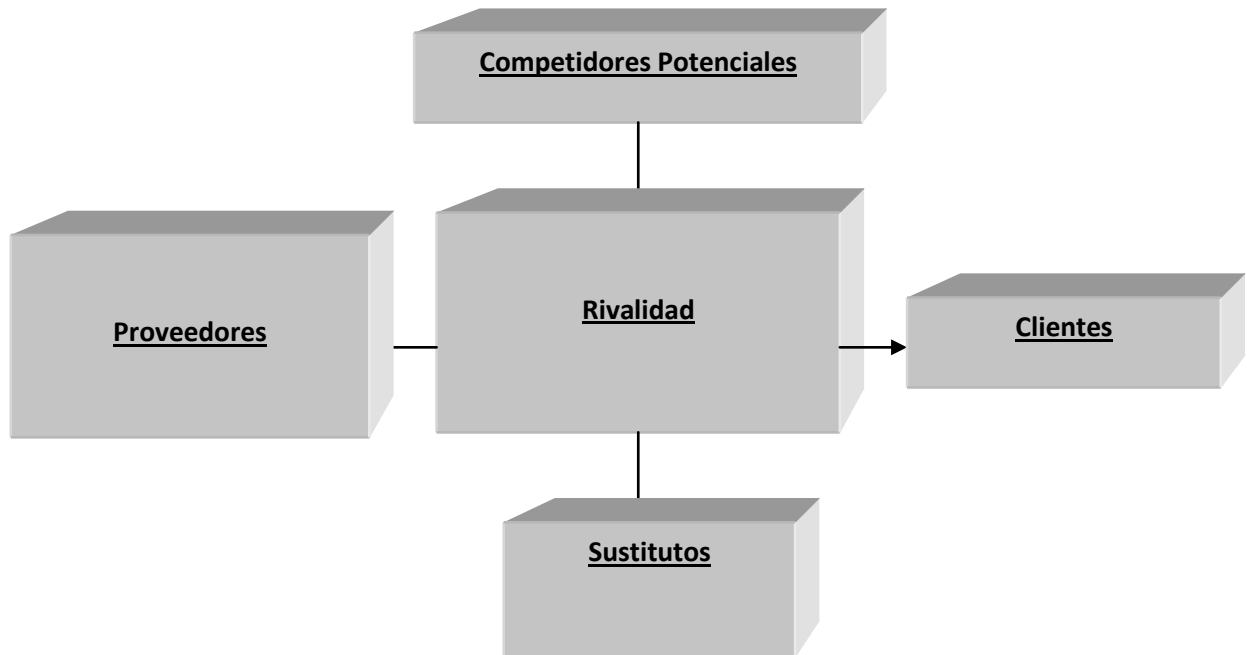 Competidores Potenciales
Proveedores
Rivalidad
Clientes
Sustitutos